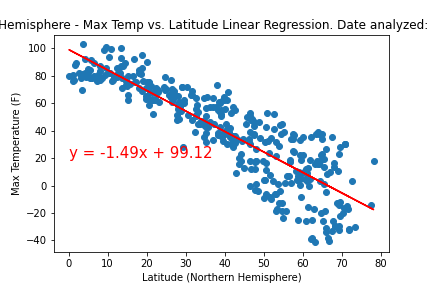 Hemisphere - Max Temp vs. Latitude Linear Regression. Date analyzed:
Max Temperature (F)
100
80
60
40
20
0
−20
−40
y = -1.49x + 99.12
0 10 20 30 40 50 60 70 80
Latitude (Northern Hemisphere)